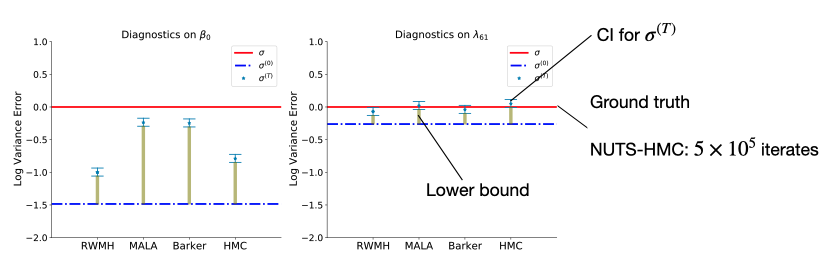 Diagnostics on β₀
Log Variance Error
1.0
0.5
0.0
−0.5
−1.0
−1.5
−2.0
RWMH MALA Barker HMC
σ
σ⁽⁰⁾
σ⁽ᵀ⁾
Diagnostics on λ₆₁
Log Variance Error
1.0
0.5
0.0
−0.5
−1.0
−1.5
−2.0
RWMH MALA Barker HMC
σ
σ⁽⁰⁾
σ⁽ᵀ⁾
CI for σ⁽ᵀ⁾
Ground truth
NUTS-HMC: 5 × 10⁵ iterates
Lower bound